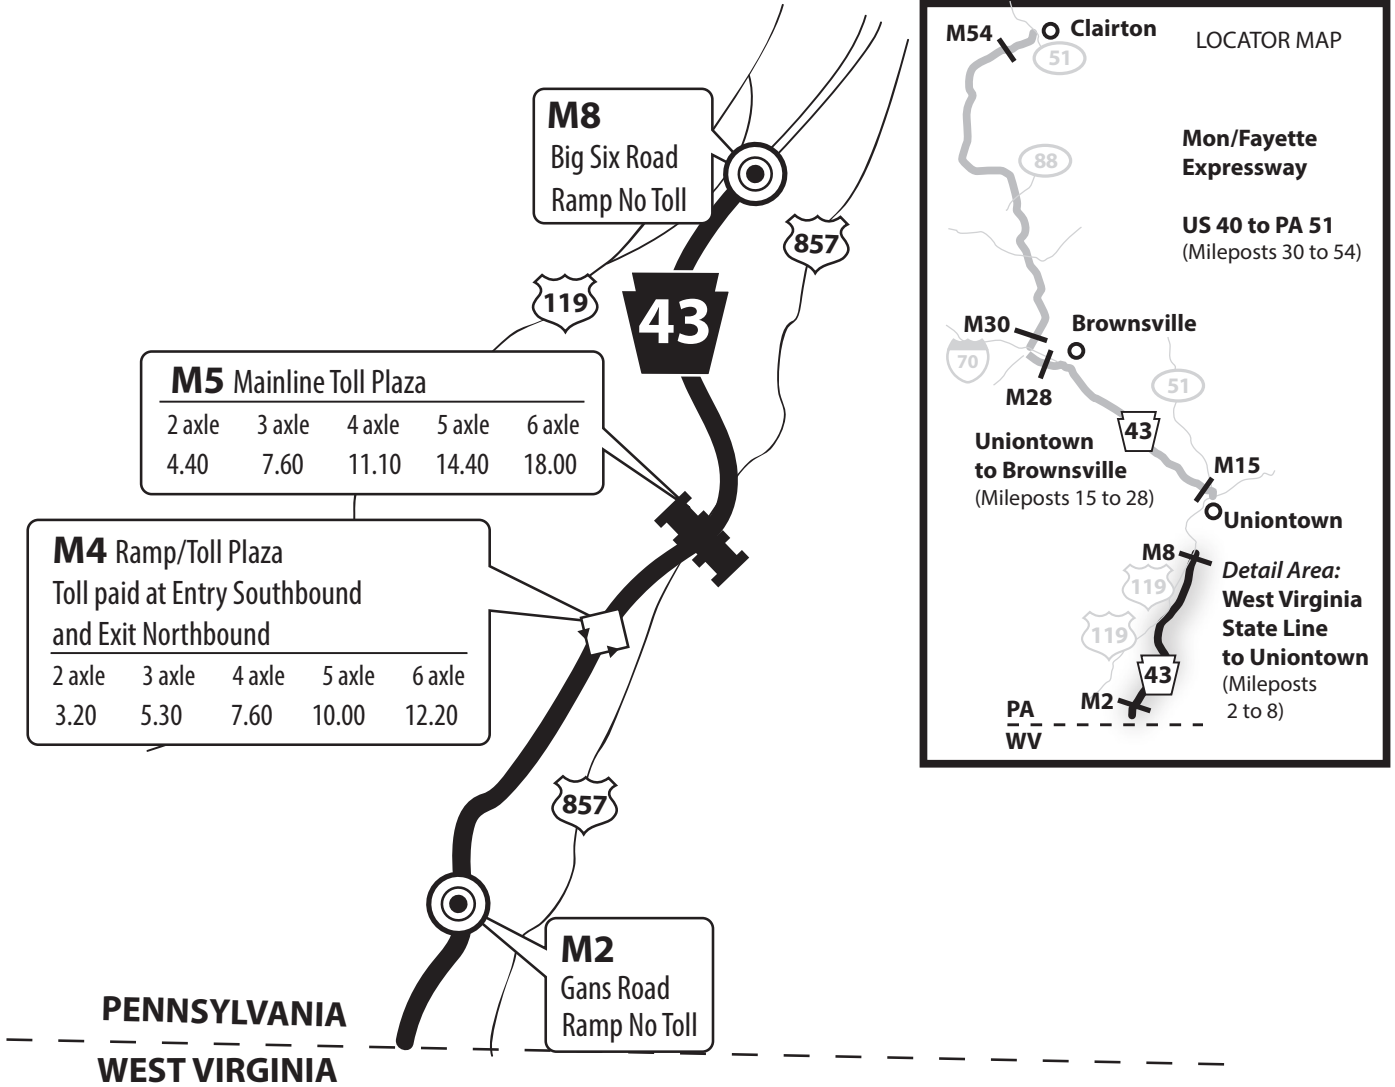 M8
Big Six Road
Ramp No Toll
857
119
43
M5 Mainline Toll Plaza
2 axle 3 axle 4 axle 5 axle 6 axle
4.40 7.60 11.10 14.40 18.00
M4 Ramp/Toll Plaza
Toll paid at Entry Southbound
and Exit Northbound
2 axle 3 axle 4 axle 5 axle 6 axle
3.20 5.30 7.60 10.00 12.20
857
M2
Gans Road
Ramp No Toll
PENNSYLVANIA
WEST VIRGINIA
LOCATOR MAP
M54
Clairton
51
Mon/Fayette
Expressway
88
US 40 to PA 51
(Mileposts 30 to 54)
M30
Brownsville
70
M28
51
43
Uniontown
to Brownsville
(Mileposts 15 to 28)
M15
Uniontown
M8
119
119
Detail Area:
West Virginia
State Line
to Uniontown
(Mileposts
2 to 8)
43
M2
PA
WV